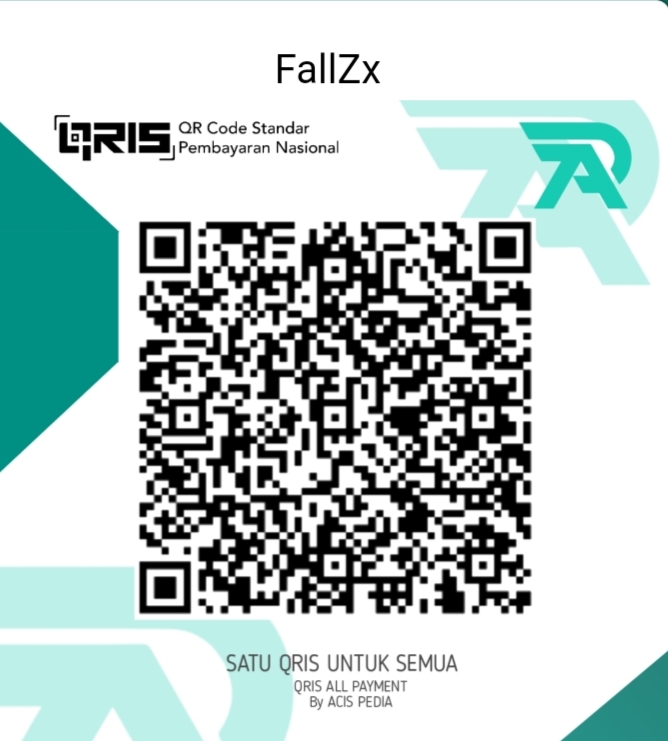 FallZx
QRIS QR Code Standar
Pembayaran Nasional
SATU QRIS UNTUK SEMUA
QRIS ALL PAYMENT
By ACIS PEDIA